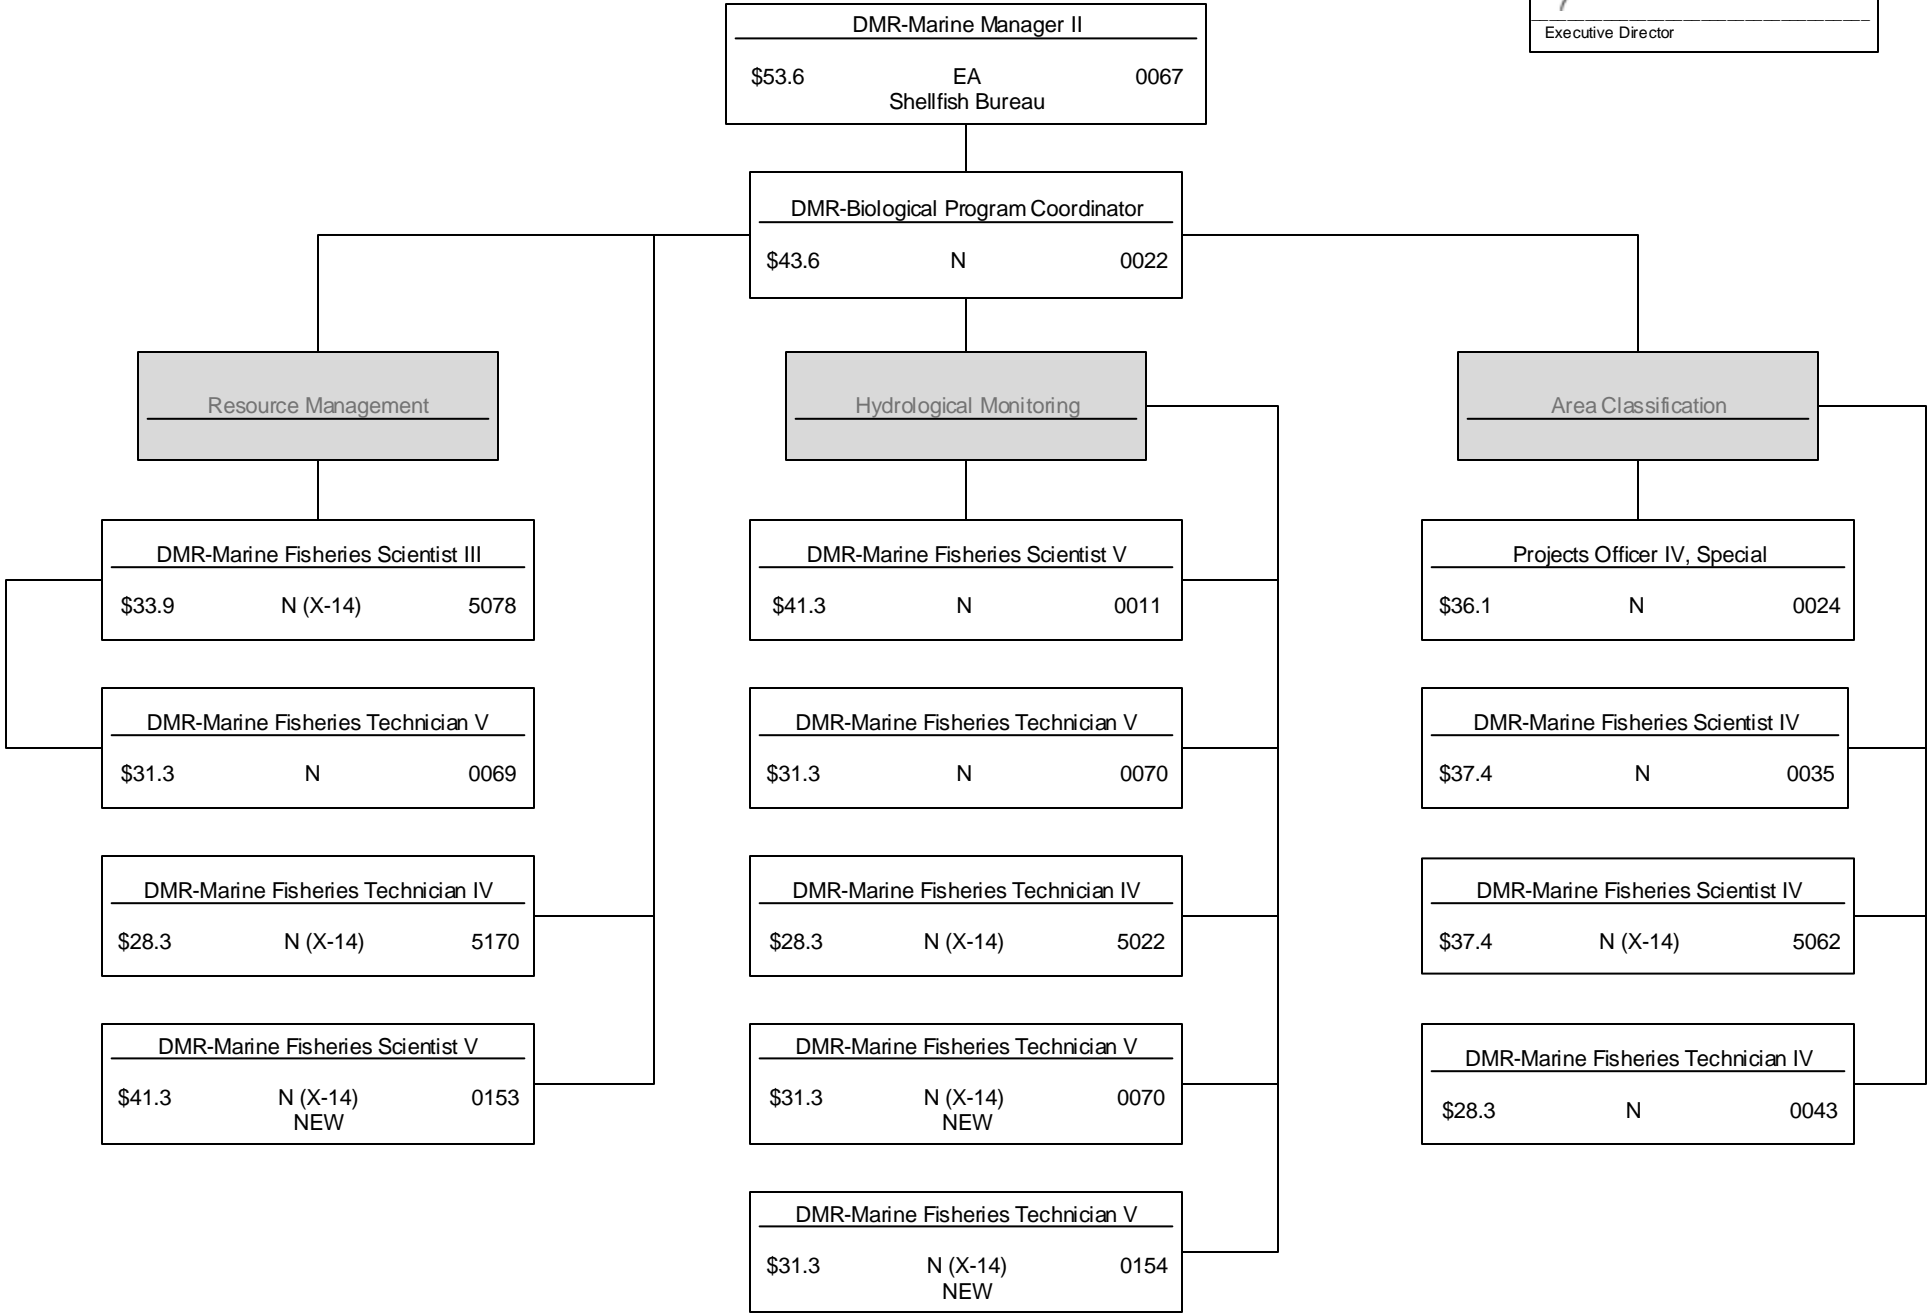 Executive Director
DMR-Marine Manager II
$53.6 EA 0067
Shellfish Bureau
DMR-Biological Program Coordinator
$43.6 N 0022
Resource Management
DMR-Marine Fisheries Scientist III
$33.9 N (X-14) 5078
DMR-Marine Fisheries Technician V
$31.3 N 0069
DMR-Marine Fisheries Technician IV
$28.3 N (X-14) 5170
DMR-Marine Fisheries Scientist V
$41.3 N (X-14) 0153
NEW
Hydrological Monitoring
DMR-Marine Fisheries Scientist V
$41.3 N 0011
DMR-Marine Fisheries Technician V
$31.3 N 0070
DMR-Marine Fisheries Technician IV
$28.3 N (X-14) 5022
DMR-Marine Fisheries Technician V
$31.3 N (X-14) 0070
NEW
DMR-Marine Fisheries Technician V
$31.3 N (X-14) 0154
NEW
Area Classification
Projects Officer IV, Special
$36.1 N 0024
DMR-Marine Fisheries Scientist IV
$37.4 N 0035
DMR-Marine Fisheries Scientist IV
$37.4 N (X-14) 5062
DMR-Marine Fisheries Technician IV
$28.3 N 0043